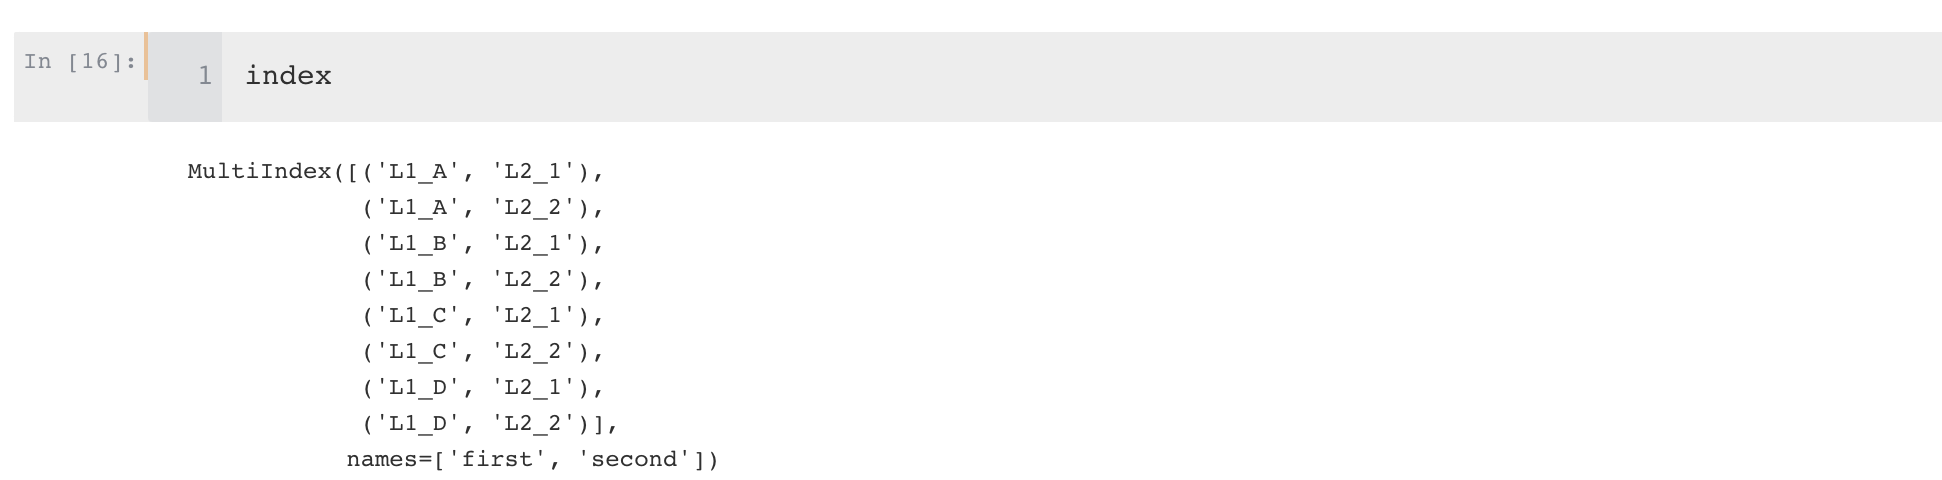 In [16]:
1 index
MultiIndex([('L1_A', 'L2_1'),
            ('L1_A', 'L2_2'),
            ('L1_B', 'L2_1'),
            ('L1_B', 'L2_2'),
            ('L1_C', 'L2_1'),
            ('L1_C', 'L2_2'),
            ('L1_D', 'L2_1'),
            ('L1_D', 'L2_2')],
           names=['first', 'second'])